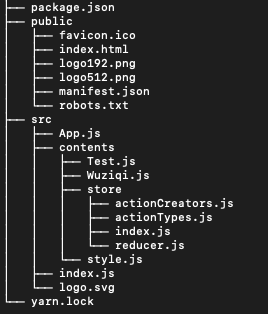 ├── package.json
├── public
│   ├── favicon.ico
│   ├── index.html
│   ├── logo192.png
│   ├── logo512.png
│   ├── manifest.json
│   └── robots.txt
├── src
│   ├── App.js
│   ├── contents
│   │   ├── Test.js
│   │   ├── Wuziqi.js
│   │   ├── store
│   │   │   ├── actionCreators.js
│   │   │   ├── actionTypes.js
│   │   │   ├── index.js
│   │   │   └── reducer.js
│   │   └── style.js
│   ├── index.js
│   └── logo.svg
└── yarn.lock